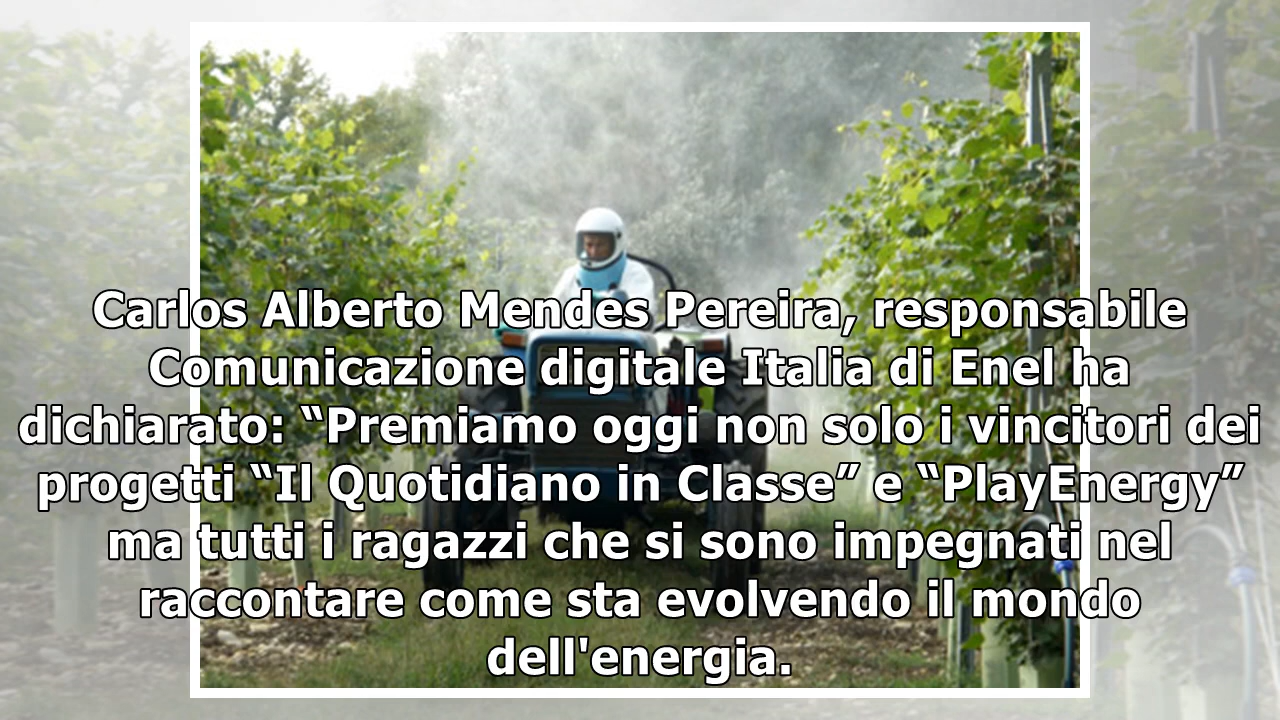 Carlos Alberto Mendes Pereira, responsabile
Comunicazione digitale Italia di Enel ha
dichiarato: “Premiamo oggi non solo i vincitori dei
progetti “Il Quotidiano in Classe” e “PlayEnergy”
ma tutti i ragazzi che si sono impegnati nel
raccontare come sta evolvendo il mondo
dell'energia.